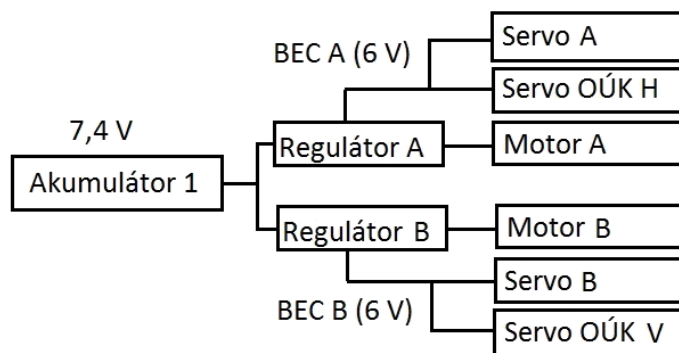 BEC A (6 V)
Servo A
Servo OÚK H
7,4 V
Regulátor A
Motor A
Akumulátor 1
Regulátor B
Motor B
Servo B
BEC B (6 V)
Servo OÚK V